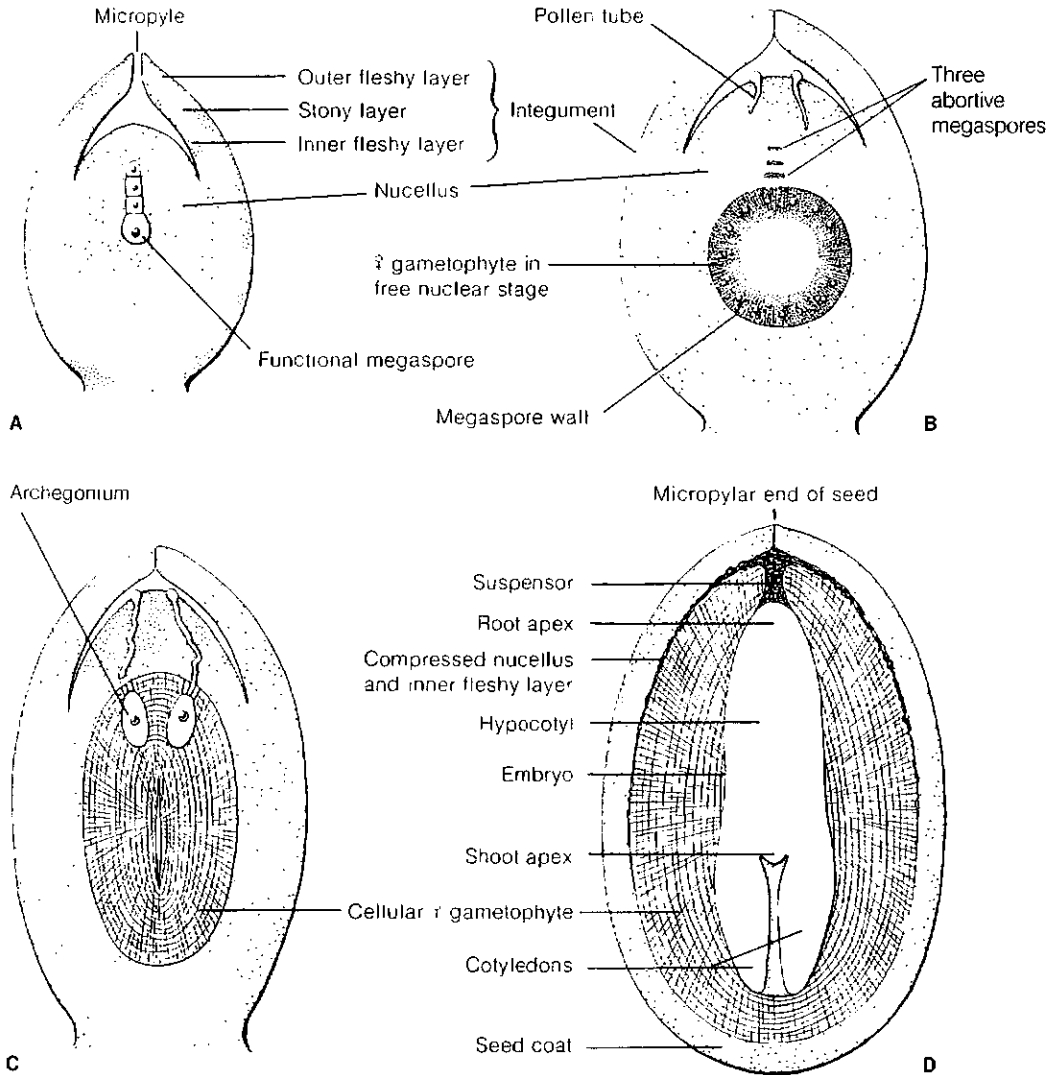 Micropyle
Outer fleshy layer
Stony layer
Inner fleshy layer
Integument
Nucellus
♀ gametophyte in
free nuclear stage
Functional megaspore
Megaspore wall
A
Pollen tube
Three
abortive
megaspores
B
Archegonium
C
Micropylar end of seed
Suspensor
Root apex
Compressed nucellus
and inner fleshy layer
Hypocotyl
Embryo
Shoot apex
Cellular ♀ gametophyte
Cotyledons
Seed coat
D